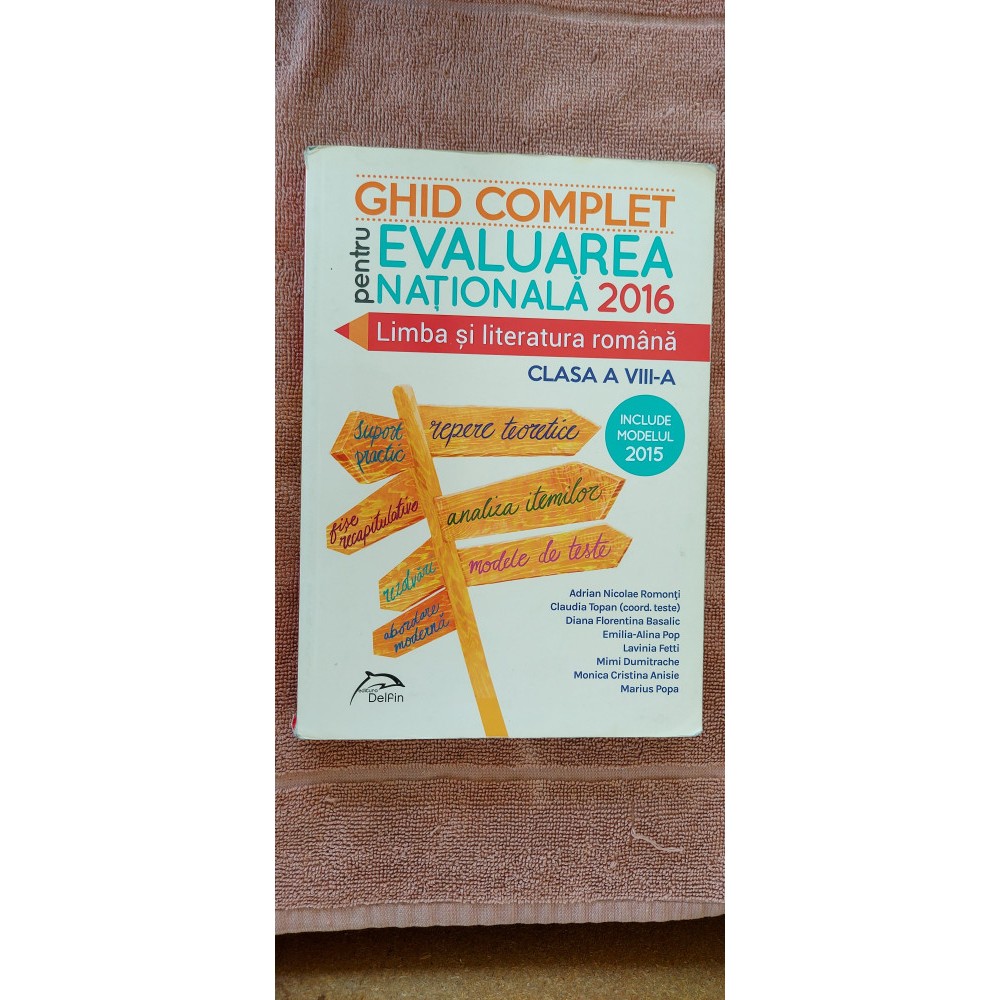 GHID COMPLET
pentru
EVALUAREA
NAȚIONALĂ 2016
Limba și literatura română
CLASA A VIII-A
INCLUDE
MODELUL
2015
suport
practic
repere teoretice
analiza itemilor
fișe
recapitulative
modele de teste
rezolvări
abordare
modernă
Adrian Nicolae Romonți
Claudia Topan (coord. teste)
Diana Florentina Basalic
Emilia-Alina Pop
Lavinia Fetti
Mimi Dumitrache
Monica Cristina Anisie
Marius Popa
editura
Delfin